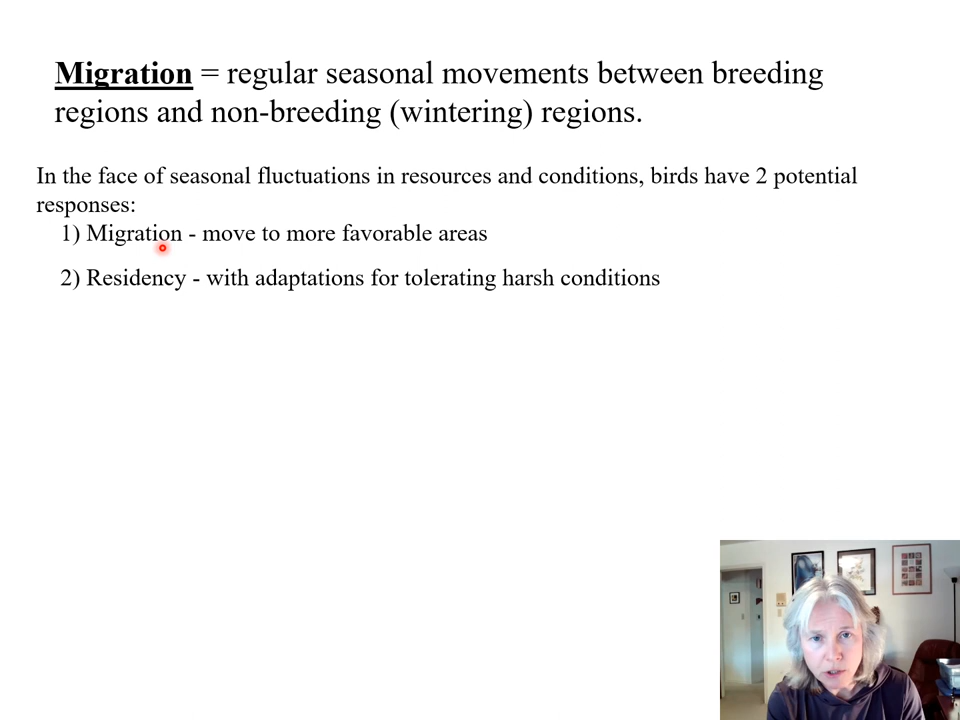 Migration = regular seasonal movements between breeding
regions and non-breeding (wintering) regions.
In the face of seasonal fluctuations in resources and conditions, birds have 2 potential
responses:
1) Migration - move to more favorable areas
2) Residency - with adaptations for tolerating harsh conditions